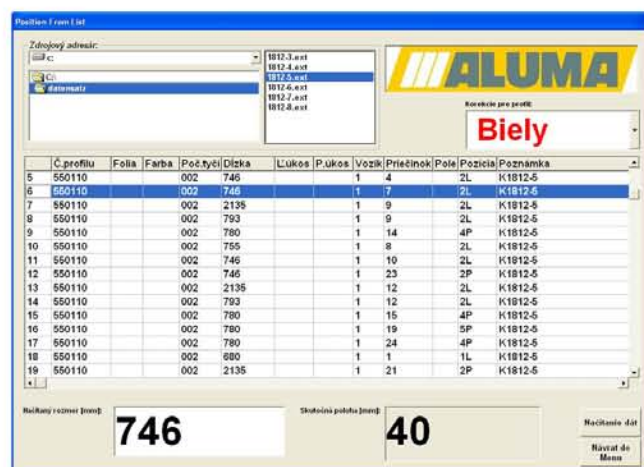 Position From List
Zdrojový adresár:
c:
C:\
datensatz
1812-3.ext
1812-4.ext
1812-5.ext
1812-6.ext
1812-7.ext
1812-8.ext
ALUMA
Korekcie pre profil:
Biely
Č.profilu Folia Farba Poč.tyčí Dĺzka Ľ.úkos P.úkos Vozík Priečinok Pole Pozícia Poznámka
5 550110 002 746 1 4 2L K1812-5
6 550110 002 746 1 7 2L K1812-5
7 550110 002 2135 1 9 2L K1812-5
8 550110 002 793 1 9 2L K1812-5
9 550110 002 780 1 14 4P K1812-5
10 550110 002 755 1 8 2L K1812-5
11 550110 002 746 1 10 2L K1812-5
12 550110 002 746 1 23 2P K1812-5
13 550110 002 2135 1 12 2L K1812-5
14 550110 002 793 1 12 2L K1812-5
15 550110 002 780 1 15 4P K1812-5
16 550110 002 780 1 19 5P K1812-5
17 550110 002 780 1 24 4P K1812-5
18 550110 002 680 1 1 1L K1812-5
19 550110 002 2135 1 21 2P K1812-5
Načítaný rozmer [mm]:
746
Skutočná poloha [mm]:
40
Načítanie dát
Návrat do
Menu